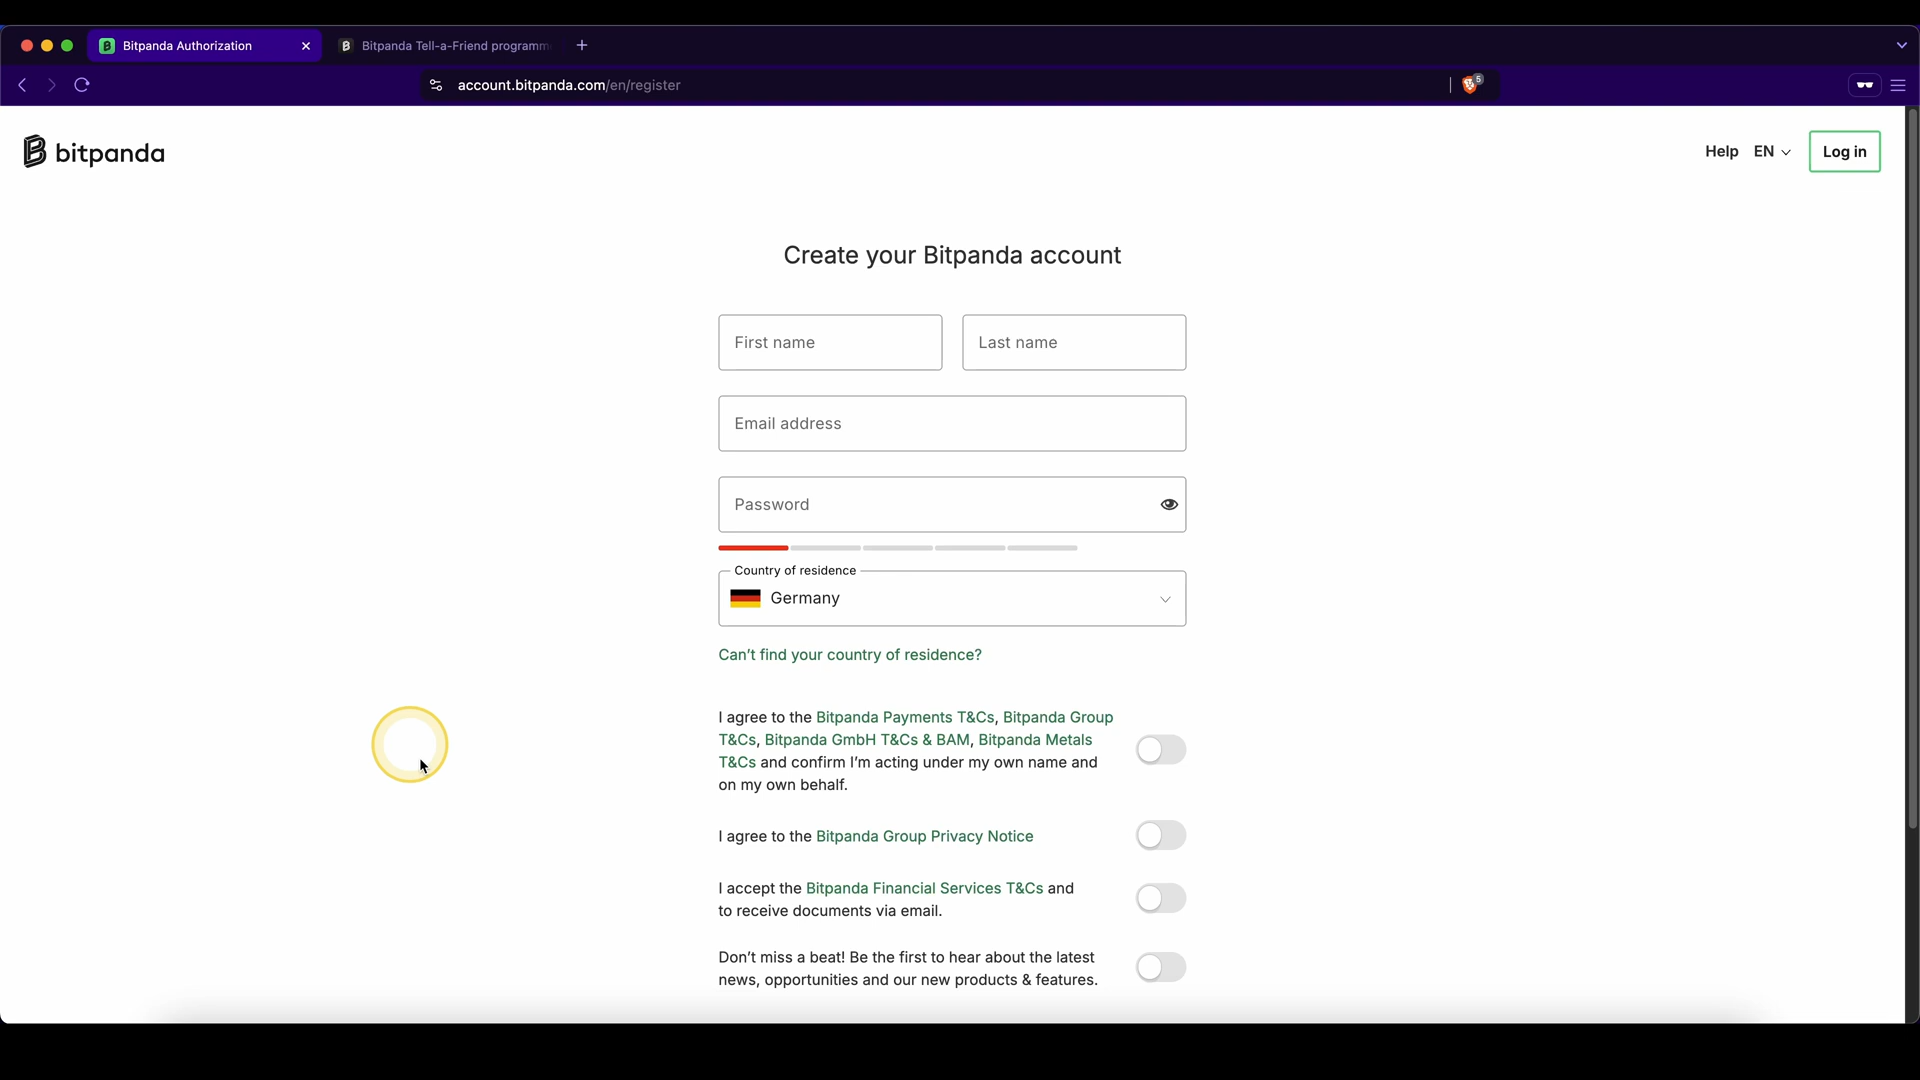 Bitpanda Authorization
Bitpanda Tell-a-Friend programm
account.bitpanda.com/en/register
5
bitpanda
Help EN Log in
Create your Bitpanda account
First name Last name
Email address
Password
Country of residence
Germany
Can't find your country of residence?
I agree to the Bitpanda Payments T&Cs, Bitpanda Group
T&Cs, Bitpanda GmbH T&Cs & BAM, Bitpanda Metals
T&Cs and confirm I'm acting under my own name and
on my own behalf.
I agree to the Bitpanda Group Privacy Notice
I accept the Bitpanda Financial Services T&Cs and
to receive documents via email.
Don't miss a beat! Be the first to hear about the latest
news, opportunities and our new products & features.